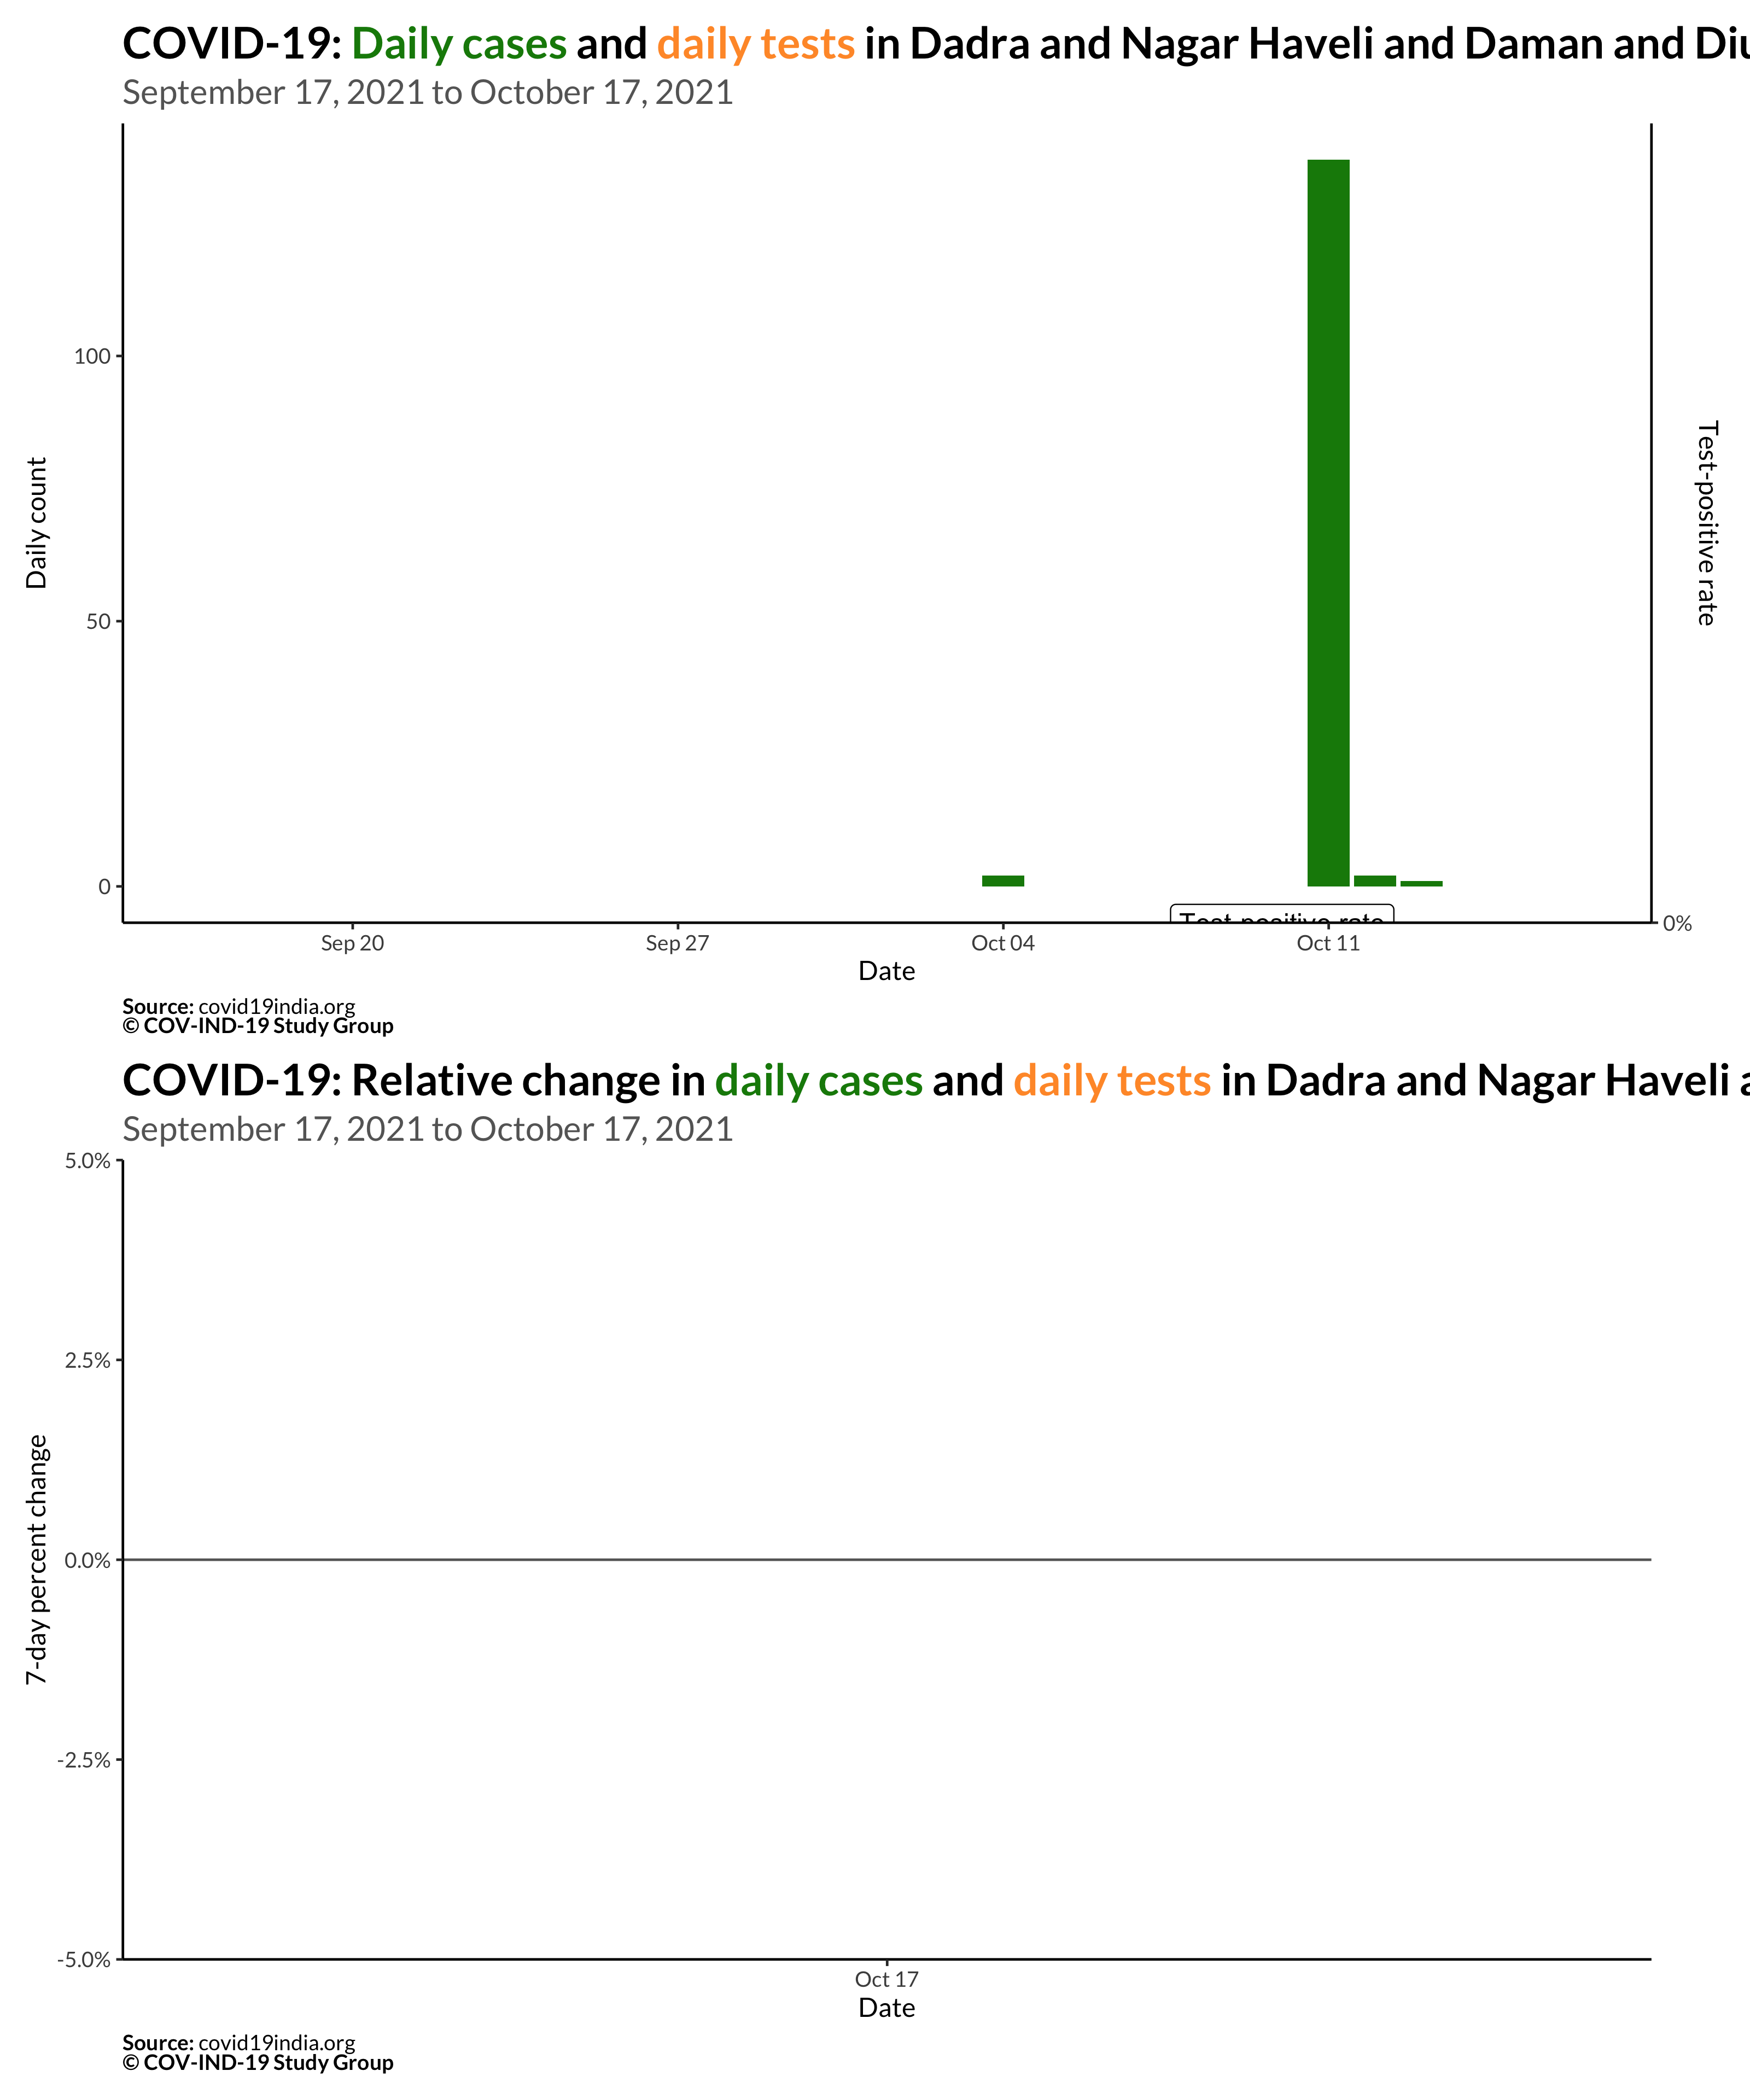 COVID-19: Daily cases and daily tests in Dadra and Nagar Haveli and Daman and Diu
September 17, 2021 to October 17, 2021
100
50
0
Daily count
Test-positive rate
Test-positive rate
0%
Sep 20
Sep 27
Oct 04
Oct 11
Date
Source: covid19india.org
© COV-IND-19 Study Group
COVID-19: Relative change in daily cases and daily tests in Dadra and Nagar Haveli a
September 17, 2021 to October 17, 2021
5.0%
2.5%
0.0%
-2.5%
-5.0%
7-day percent change
Oct 17
Date
Source: covid19india.org
© COV-IND-19 Study Group